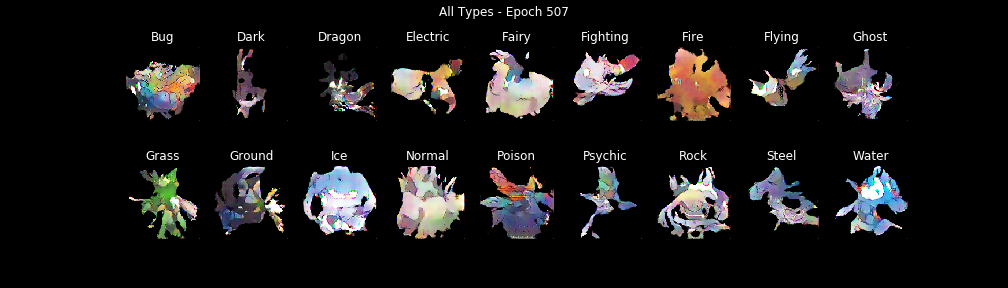 All Types - Epoch 507
Bug Dark Dragon Electric Fairy Fighting Fire Flying Ghost
Grass Ground Ice Normal Poison Psychic Rock Steel Water